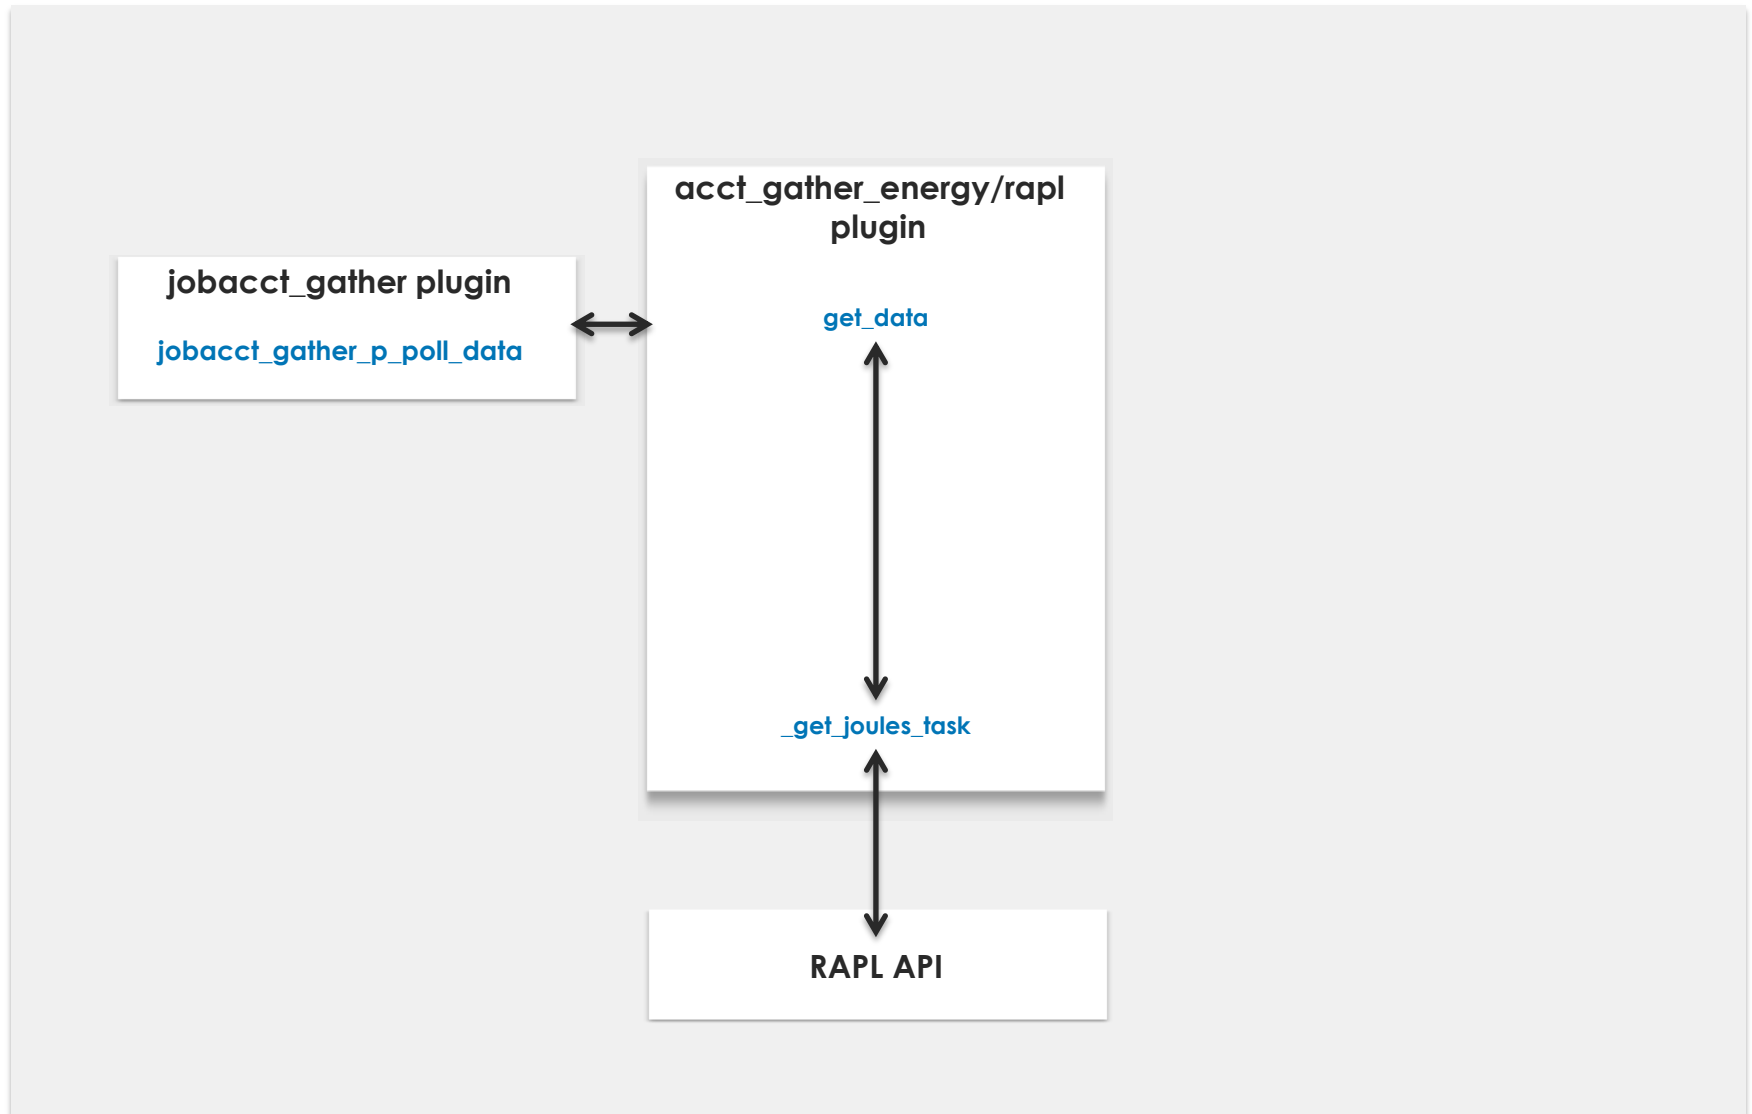 acct_gather_energy/rapl
plugin
jobacct_gather plugin
get_data
jobacct_gather_p_poll_data
_get_joules_task
RAPL API